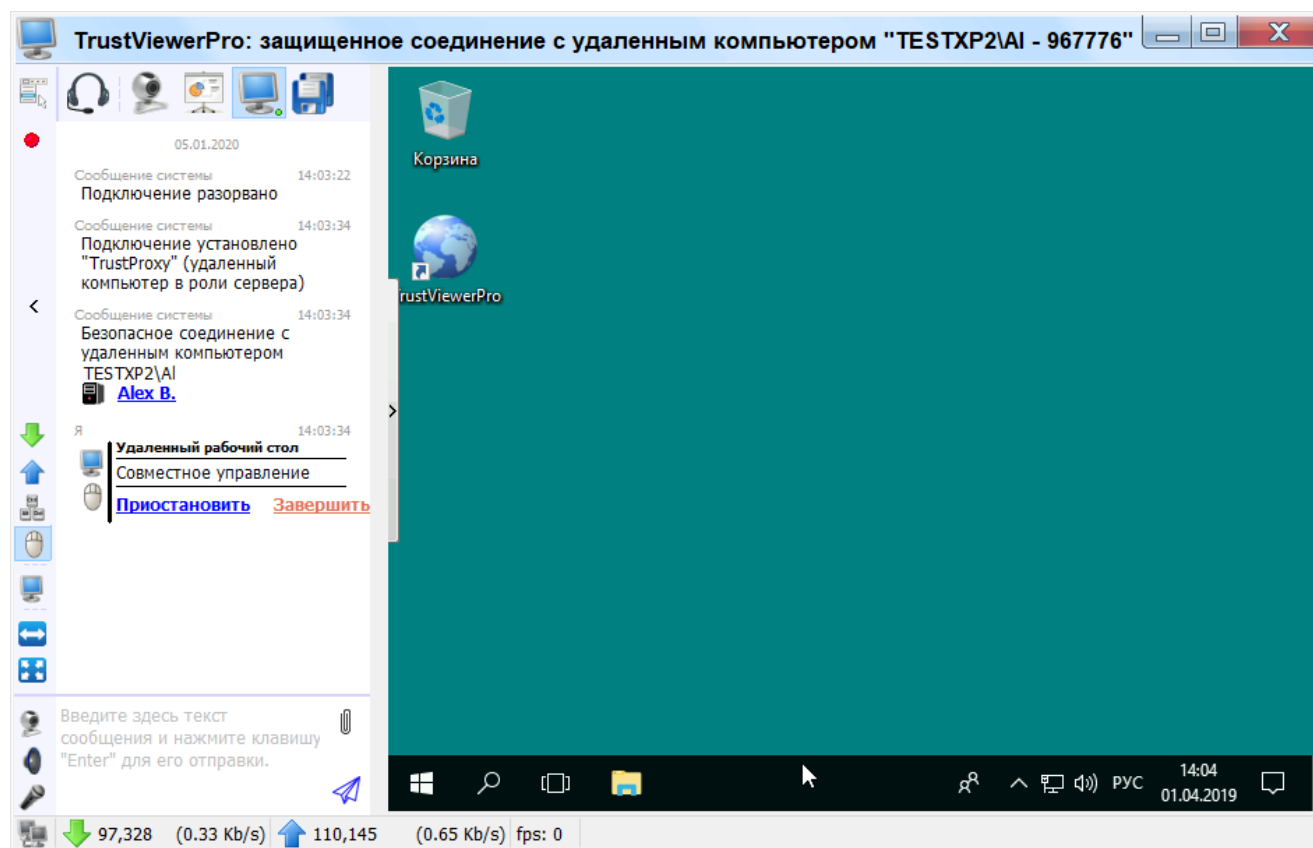 TrustViewerPro: защищенное соединение с удаленным компьютером "TESTXP2\Al - 967776"
05.01.2020
Сообщение системы 14:03:22
Подключение разорвано
Сообщение системы 14:03:34
Подключение установлено
"TrustProxy" (удаленный
компьютер в роли сервера)
Сообщение системы 14:03:34
Безопасное соединение с
удаленным компьютером
TESTXP2\Al
Alex B.
Я 14:03:34
Удаленный рабочий стол
Совместное управление
Приостановить Завершить
Введите здесь текст
сообщения и нажмите клавишу
"Enter" для его отправки.
97,328 (0.33 Kb/s) 110,145 (0.65 Kb/s) fps: 0
Корзина
rustViewerPro
РУС
14:04
01.04.2019